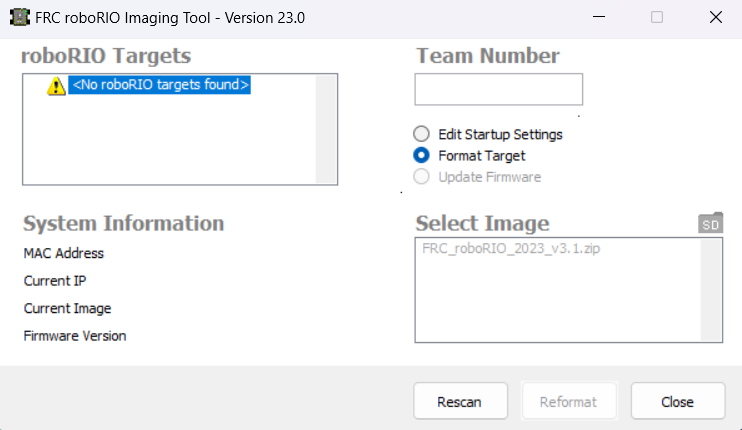 FRC roboRIO Imaging Tool - Version 23.0
roboRIO Targets
<No roboRIO targets found>
Team Number
Edit Startup Settings
Format Target
Update Firmware
System Information
MAC Address
Current IP
Current Image
Firmware Version
Select Image
SD
FRC_roboRIO_2023_v3.1.zip
Rescan
Reformat
Close